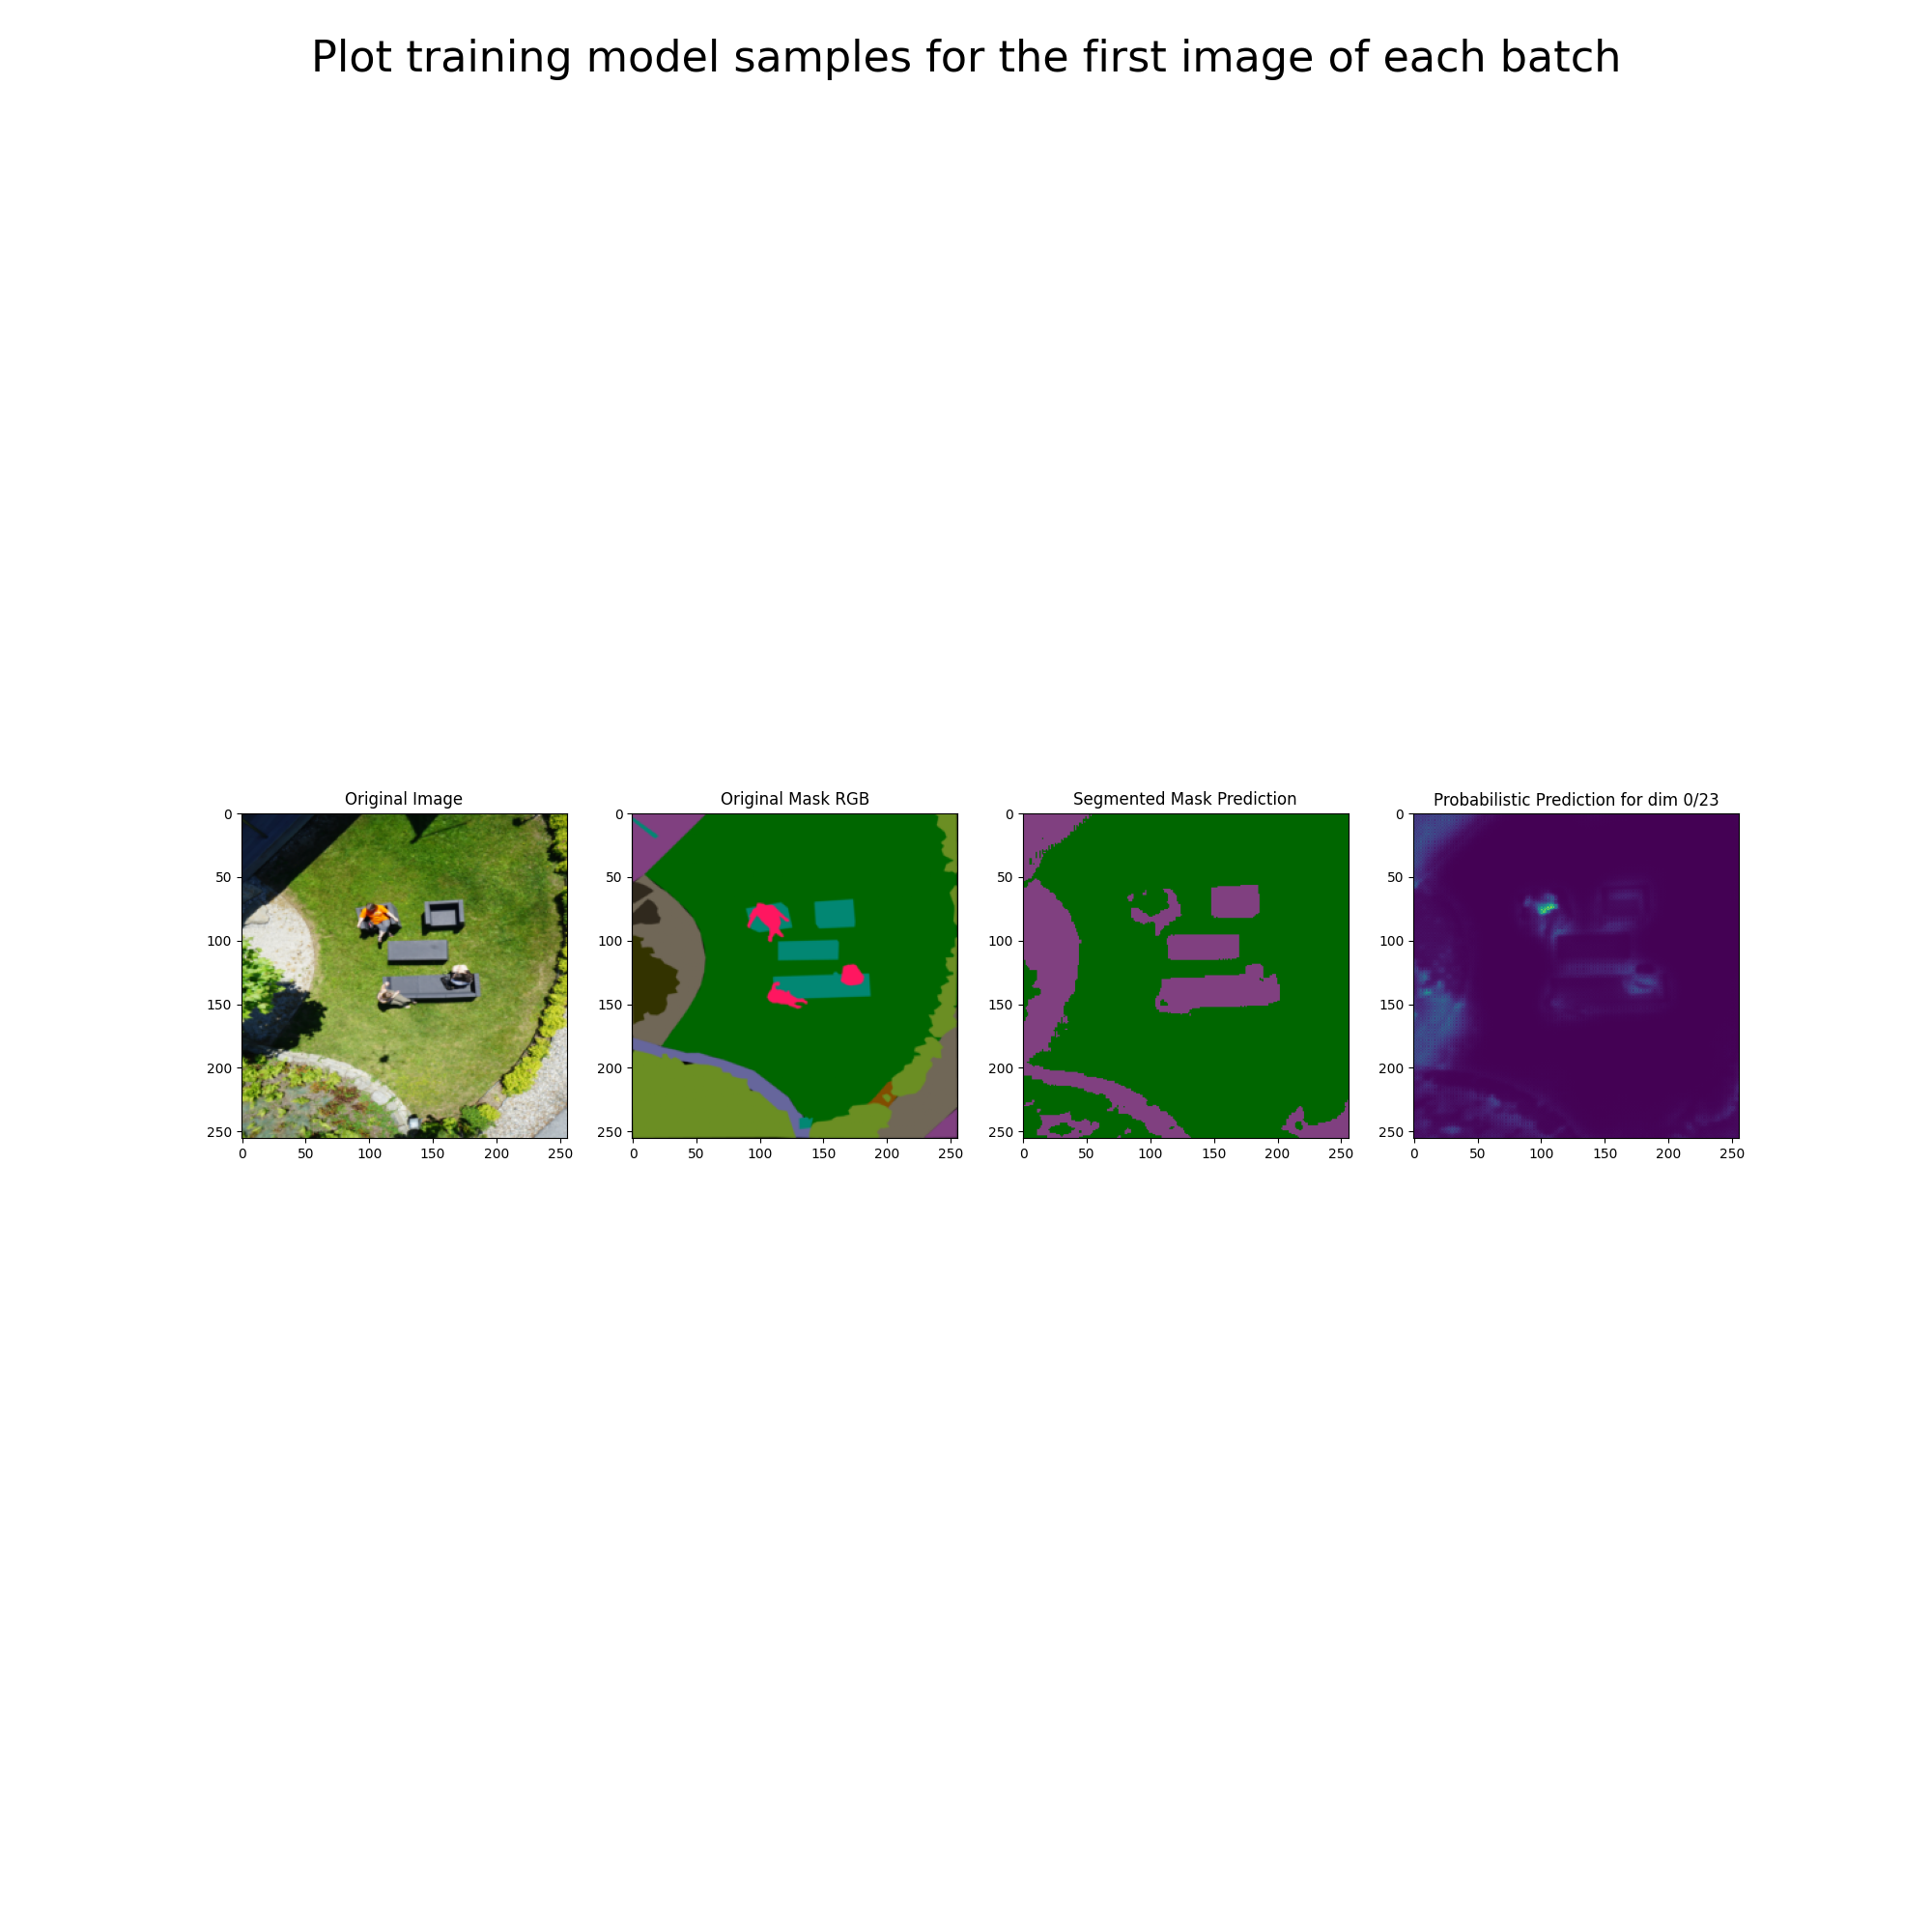 Plot training model samples for the first image of each batch
Original Image
Original Mask RGB
Segmented Mask Prediction
Probabilistic Prediction for dim 0/23
0
50
100
150
200
250
0 50 100 150 200 250
0
50
100
150
200
250
0 50 100 150 200 250
0
50
100
150
200
250
0 50 100 150 200 250
0
50
100
150
200
250
0 50 100 150 200 250